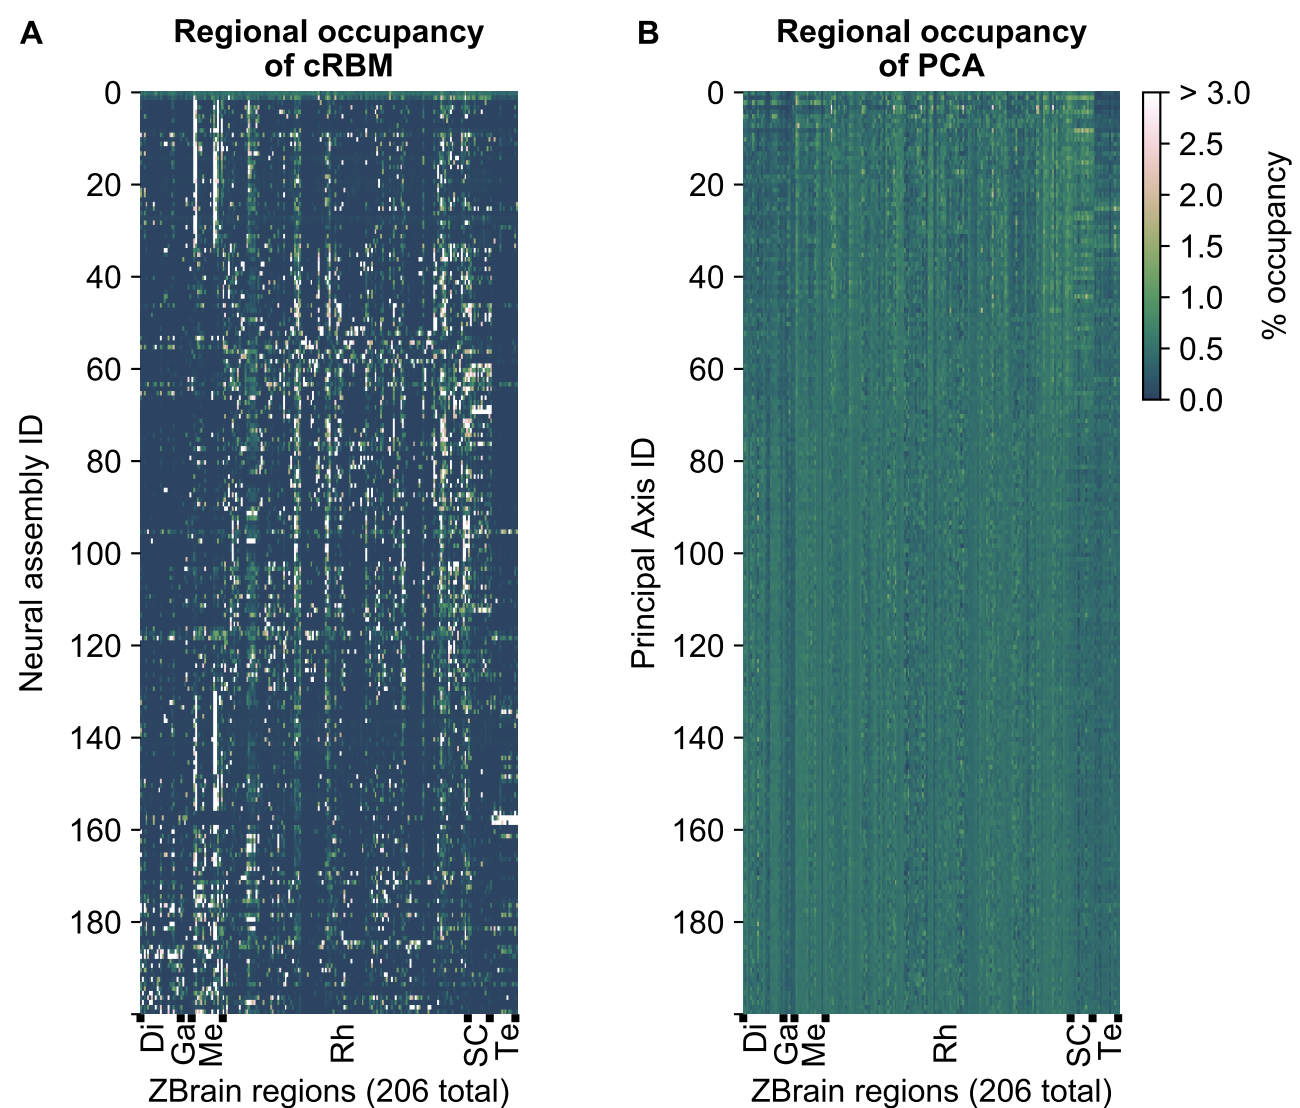 A
Regional occupancy
of cRBM
B
Regional occupancy
of PCA
0
20
40
60
80
100
120
140
160
180
Neural assembly ID
Di
Ga
Me
Rh
SC
Te
ZBrain regions (206 total)
0
20
40
60
80
100
120
140
160
180
Principal Axis ID
Di
Ga
Me
Rh
SC
Te
ZBrain regions (206 total)
> 3.0
2.5
2.0
1.5
1.0
0.5
0.0
% occupancy